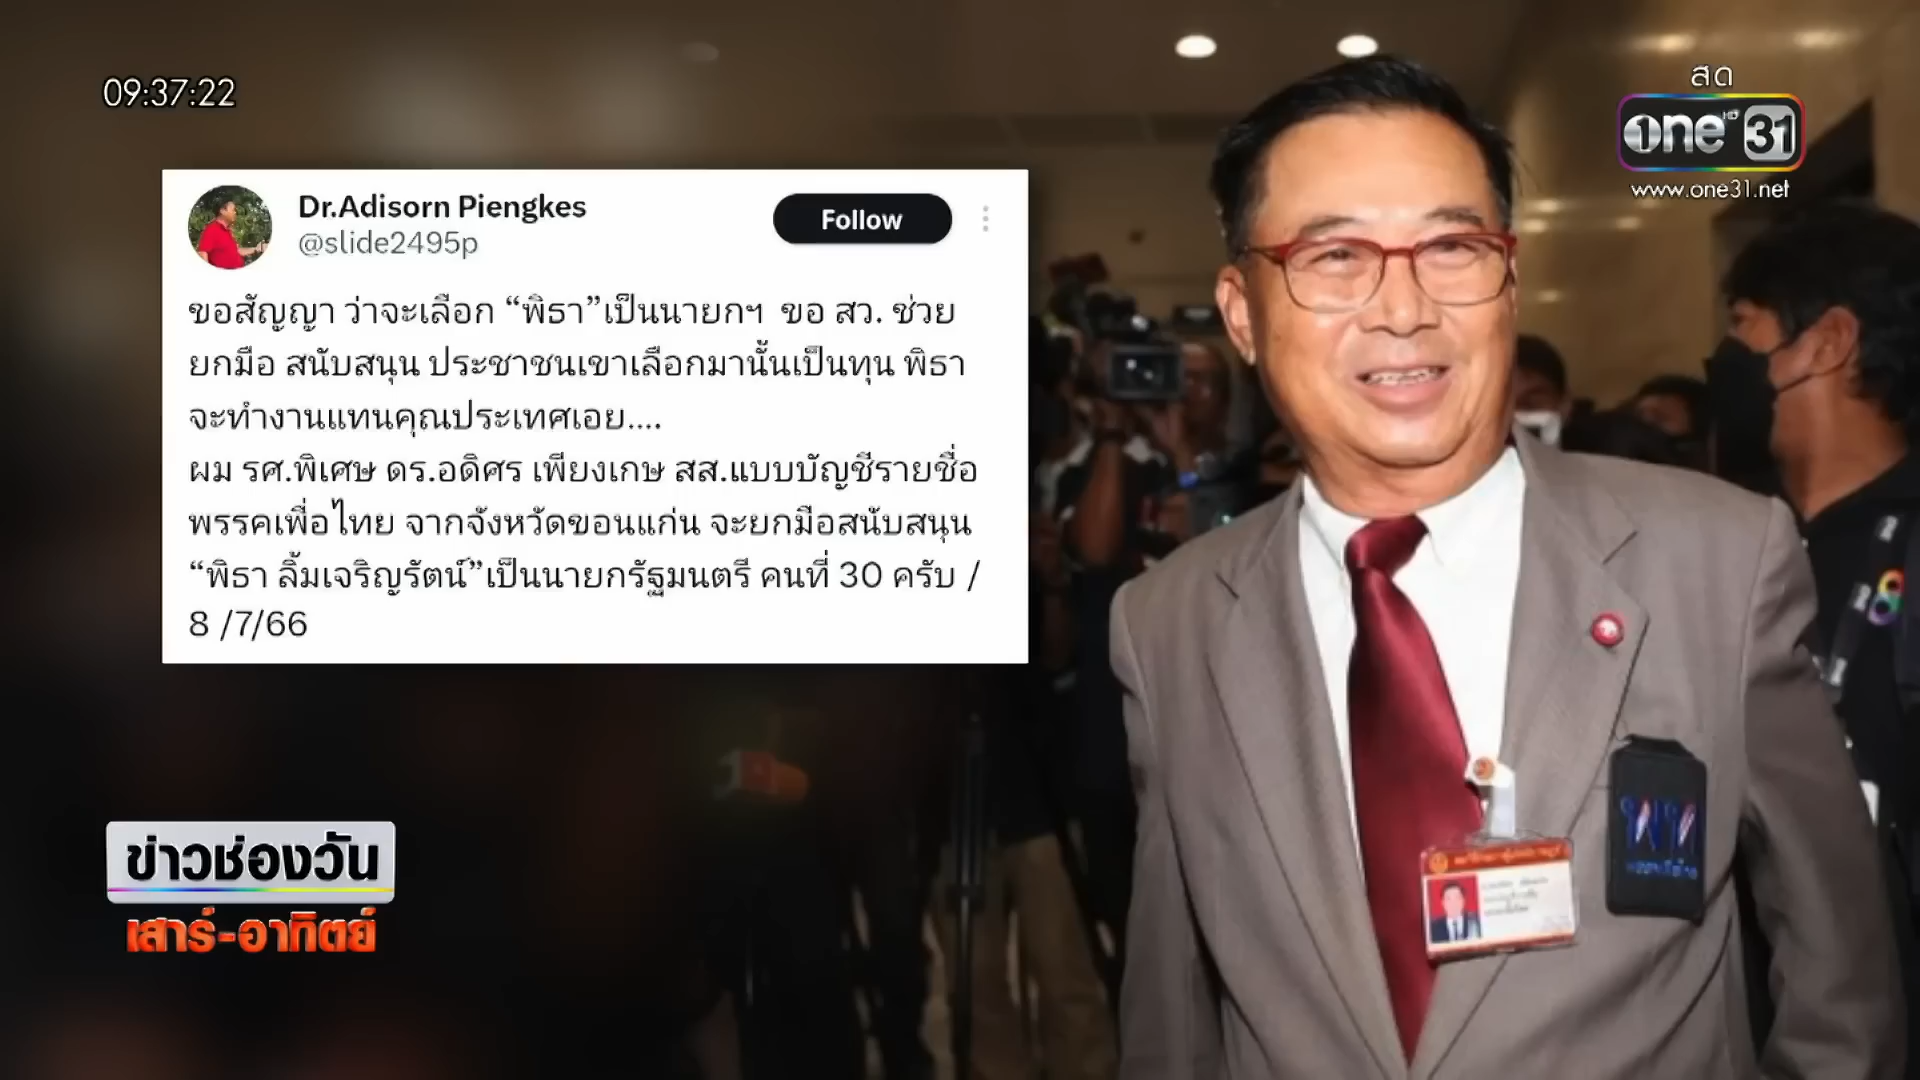 09:37:22
สด
one HD 31
www.one31.net
Dr.Adisorn Piengkes
@slide2495p
Follow
ขอสัญญา ว่าจะเลือก “พิธา”เป็นนายกฯ ขอ สว. ช่วย
ยกมือ สนับสนุน ประชาชนเขาเลือกมานั้นเป็นทุน พิธา
จะทำงานแทนคุณประเทศเอย....
ผม รศ.พิเศษ ดร.อดิศร เพียงเกษ สส.แบบบัญชีรายชื่อ
พรรคเพื่อไทย จากจังหวัดขอนแก่น จะยกมือสนับสนุน
“พิธา ลิ้มเจริญรัตน์”เป็นนายกรัฐมนตรี คนที่ 30 ครับ /
8 /7/66
ข่าวช่องวัน
เสาร์-อาทิตย์